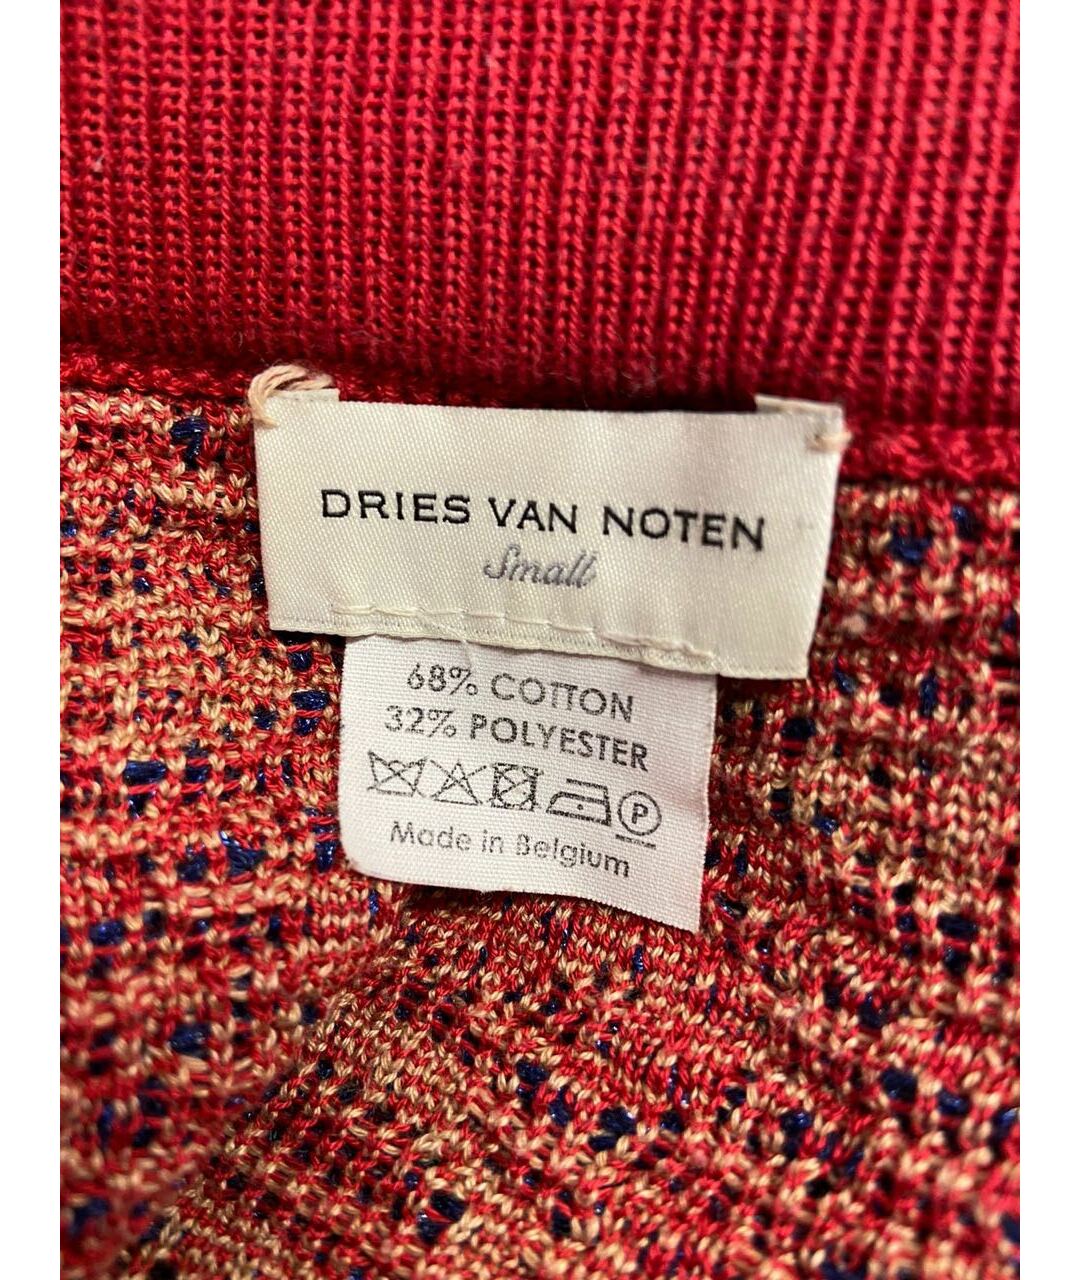 DRIES VAN NOTEN
Small
68% COTTON
32% POLYESTER
P
Made in Belgium